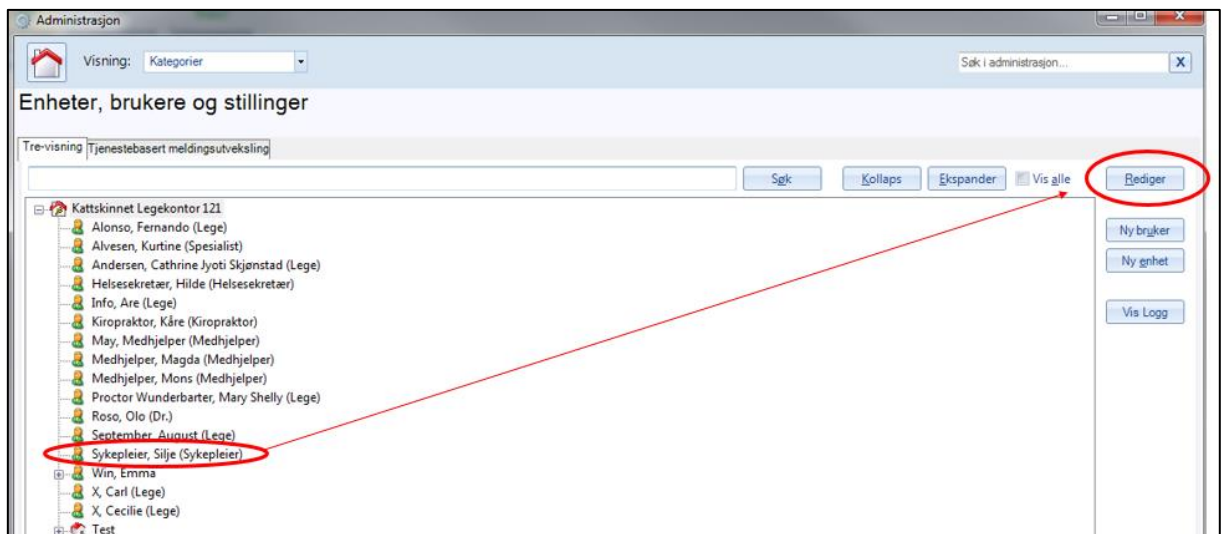 Administrasjon
Visning: Kategorier Søk i administrasjon... X
Enheter, brukere og stillinger
Tre-visning Tjenestebasert meldingsutveksling
Søk Kollaps Ekspander Vis alle Rediger
Kattskinnet Legekontor 121
Alonso, Fernando (Lege)
Ny bruker
Alvesen, Kurtine (Spesialist)
Andersen, Cathrine Jyoti Skjønstad (Lege)
Ny enhet
Helsesekretær, Hilde (Helsesekretær)
Info, Are (Lege)
Vis Logg
Kiropraktor, Kåre (Kiropraktor)
May, Medhjelper (Medhjelper)
Medhjelper, Magda (Medhjelper)
Medhjelper, Mons (Medhjelper)
Proctor Wunderbarter, Mary Shelly (Lege)
Roso, Olo (Dr.)
September, August (Lege)
Sykepleier, Silje (Sykepleier)
Win, Emma
X, Carl (Lege)
X, Cecilie (Lege)
Test